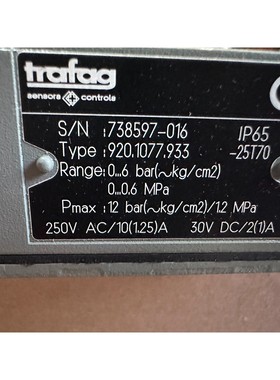 trafag
sensors controls
S/N :738597-016 IP65
Type :920.1077.933 -25T70
Range:0...6 bar(~kg/cm2)
0...0.6 MPa
Pmax :12 bar(~kg/cm2)/1.2 MPa
250V AC/10(1.25)A 30V DC/2(1)A